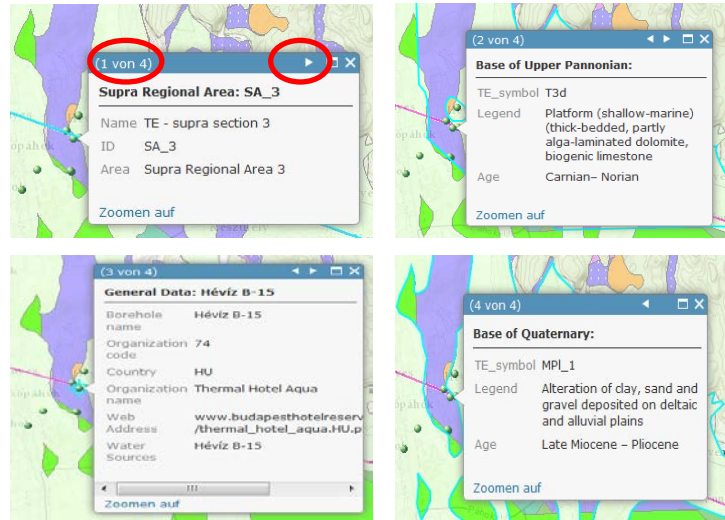 (1 von 4)
Supra Regional Area: SA_3
Name TE - supra section 3
ID SA_3
Area Supra Regional Area 3
Zoomen auf
(2 von 4)
Base of Upper Pannonian:
TE_symbol T3d
Legend Platform (shallow-marine)
(thick-bedded, partly
alga-laminated dolomite,
biogenic limestone
Age Carnian– Norian
Zoomen auf
(3 von 4)
General Data: Hévíz B-15
Borehole name Hévíz B-15
Organization code 74
Country HU
Organization name Thermal Hotel Aqua
Web Address www.budapesthotelreserv
/thermal_hotel_aqua.HU.p
Water Sources Hévíz B-15
Zoomen auf
(4 von 4)
Base of Quaternary:
TE_symbol MPl_1
Legend Alteration of clay, sand and
gravel deposited on deltaic
and alluvial plains
Age Late Miocene – Pliocene
Zoomen auf